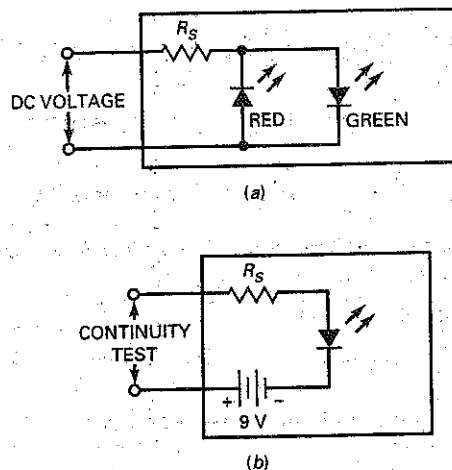 R_S
DC VOLTAGE
RED
GREEN
(a)
R_S
CONTINUITY
TEST
+
-
9 V
(b)